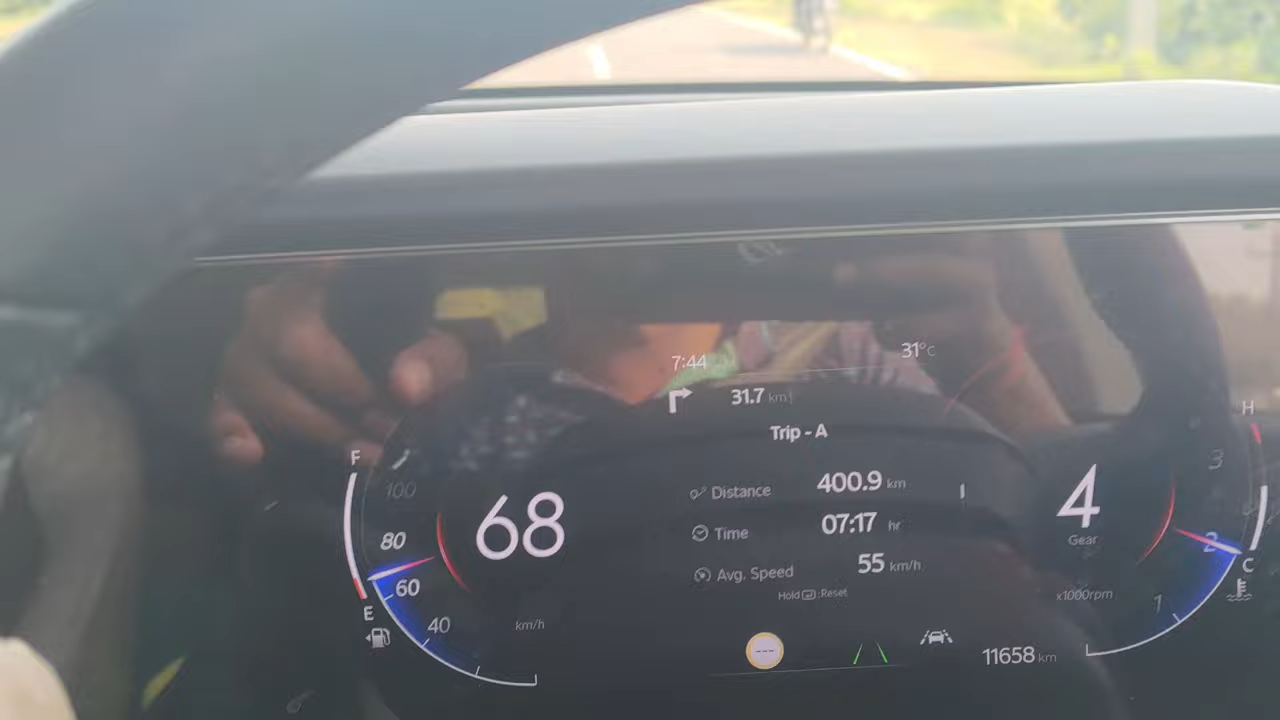 7:44
31°C
31.7 km
Trip - A
Distance 400.9 km
Time 07:17 hr
Avg. Speed 55 km/h
Hold :Reset
F
100
80
60
40
E
68
km/h
4
Gear
H
3
2
1
C
x1000rpm
---
11658 km